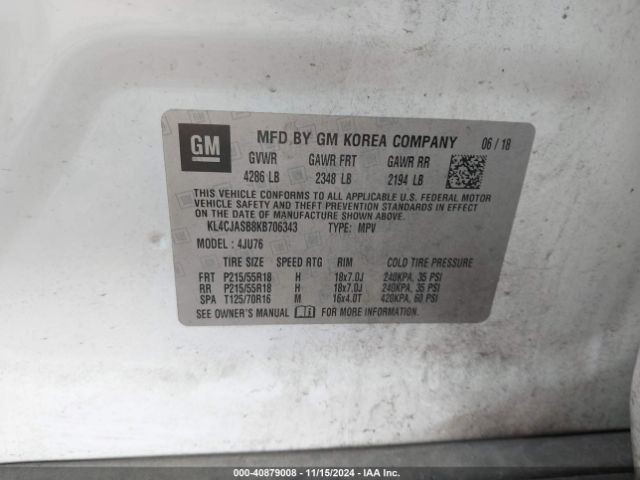 GM
MFD BY GM KOREA COMPANY 06 / 18
GVWR GAWR FRT GAWR RR
4286 LB 2348 LB 2194 LB
THIS VEHICLE CONFORMS TO ALL APPLICABLE U.S. FEDERAL MOTOR
VEHICLE SAFETY AND THEFT PREVENTION STANDARDS IN EFFECT
ON THE DATE OF MANUFACTURE SHOWN ABOVE.
KL4CJASB8KB706343 TYPE: MPV
MODEL : 4JU76
TIRE SIZE SPEED RTG RIM COLD TIRE PRESSURE
FRT P215/55R18 H 18x7.0J 240KPA, 35 PSI
RR P215/55R18 H 18x7.0J 240KPA, 35 PSI
SPA T125/70R16 M 16x4.0T 420KPA, 60 PSI
SEE OWNER'S MANUAL FOR MORE INFORMATION.
000-40879008 - 11/15/2024 - IAA Inc.